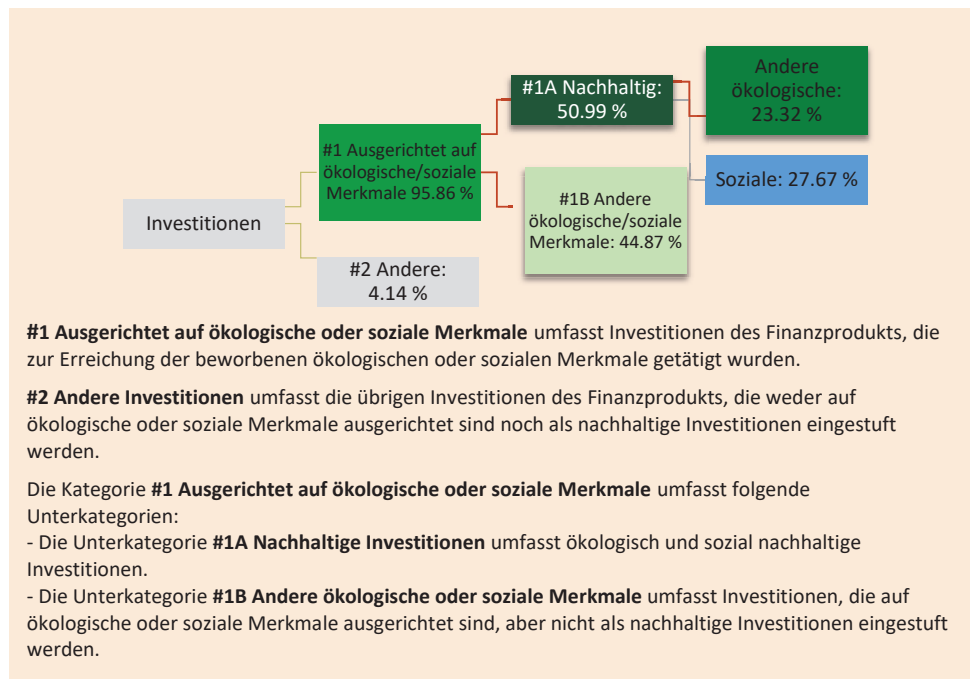 Investitionen
#1 Ausgerichtet auf
ökologische/soziale
Merkmale 95.86 %
#2 Andere:
4.14 %
#1A Nachhaltig:
50.99 %
#1B Andere
ökologische/soziale
Merkmale: 44.87 %
Andere
ökologische:
23.32 %
Soziale: 27.67 %
#1 Ausgerichtet auf ökologische oder soziale Merkmale umfasst Investitionen des Finanzprodukts, die
zur Erreichung der beworbenen ökologischen oder sozialen Merkmale getätigt wurden.
#2 Andere Investitionen umfasst die übrigen Investitionen des Finanzprodukts, die weder auf
ökologische oder soziale Merkmale ausgerichtet sind noch als nachhaltige Investitionen eingestuft
werden.
Die Kategorie #1 Ausgerichtet auf ökologische oder soziale Merkmale umfasst folgende
Unterkategorien:
- Die Unterkategorie #1A Nachhaltige Investitionen umfasst ökologisch und sozial nachhaltige
Investitionen.
- Die Unterkategorie #1B Andere ökologische oder soziale Merkmale umfasst Investitionen, die auf
ökologische oder soziale Merkmale ausgerichtet sind, aber nicht als nachhaltige Investitionen eingestuft
werden.